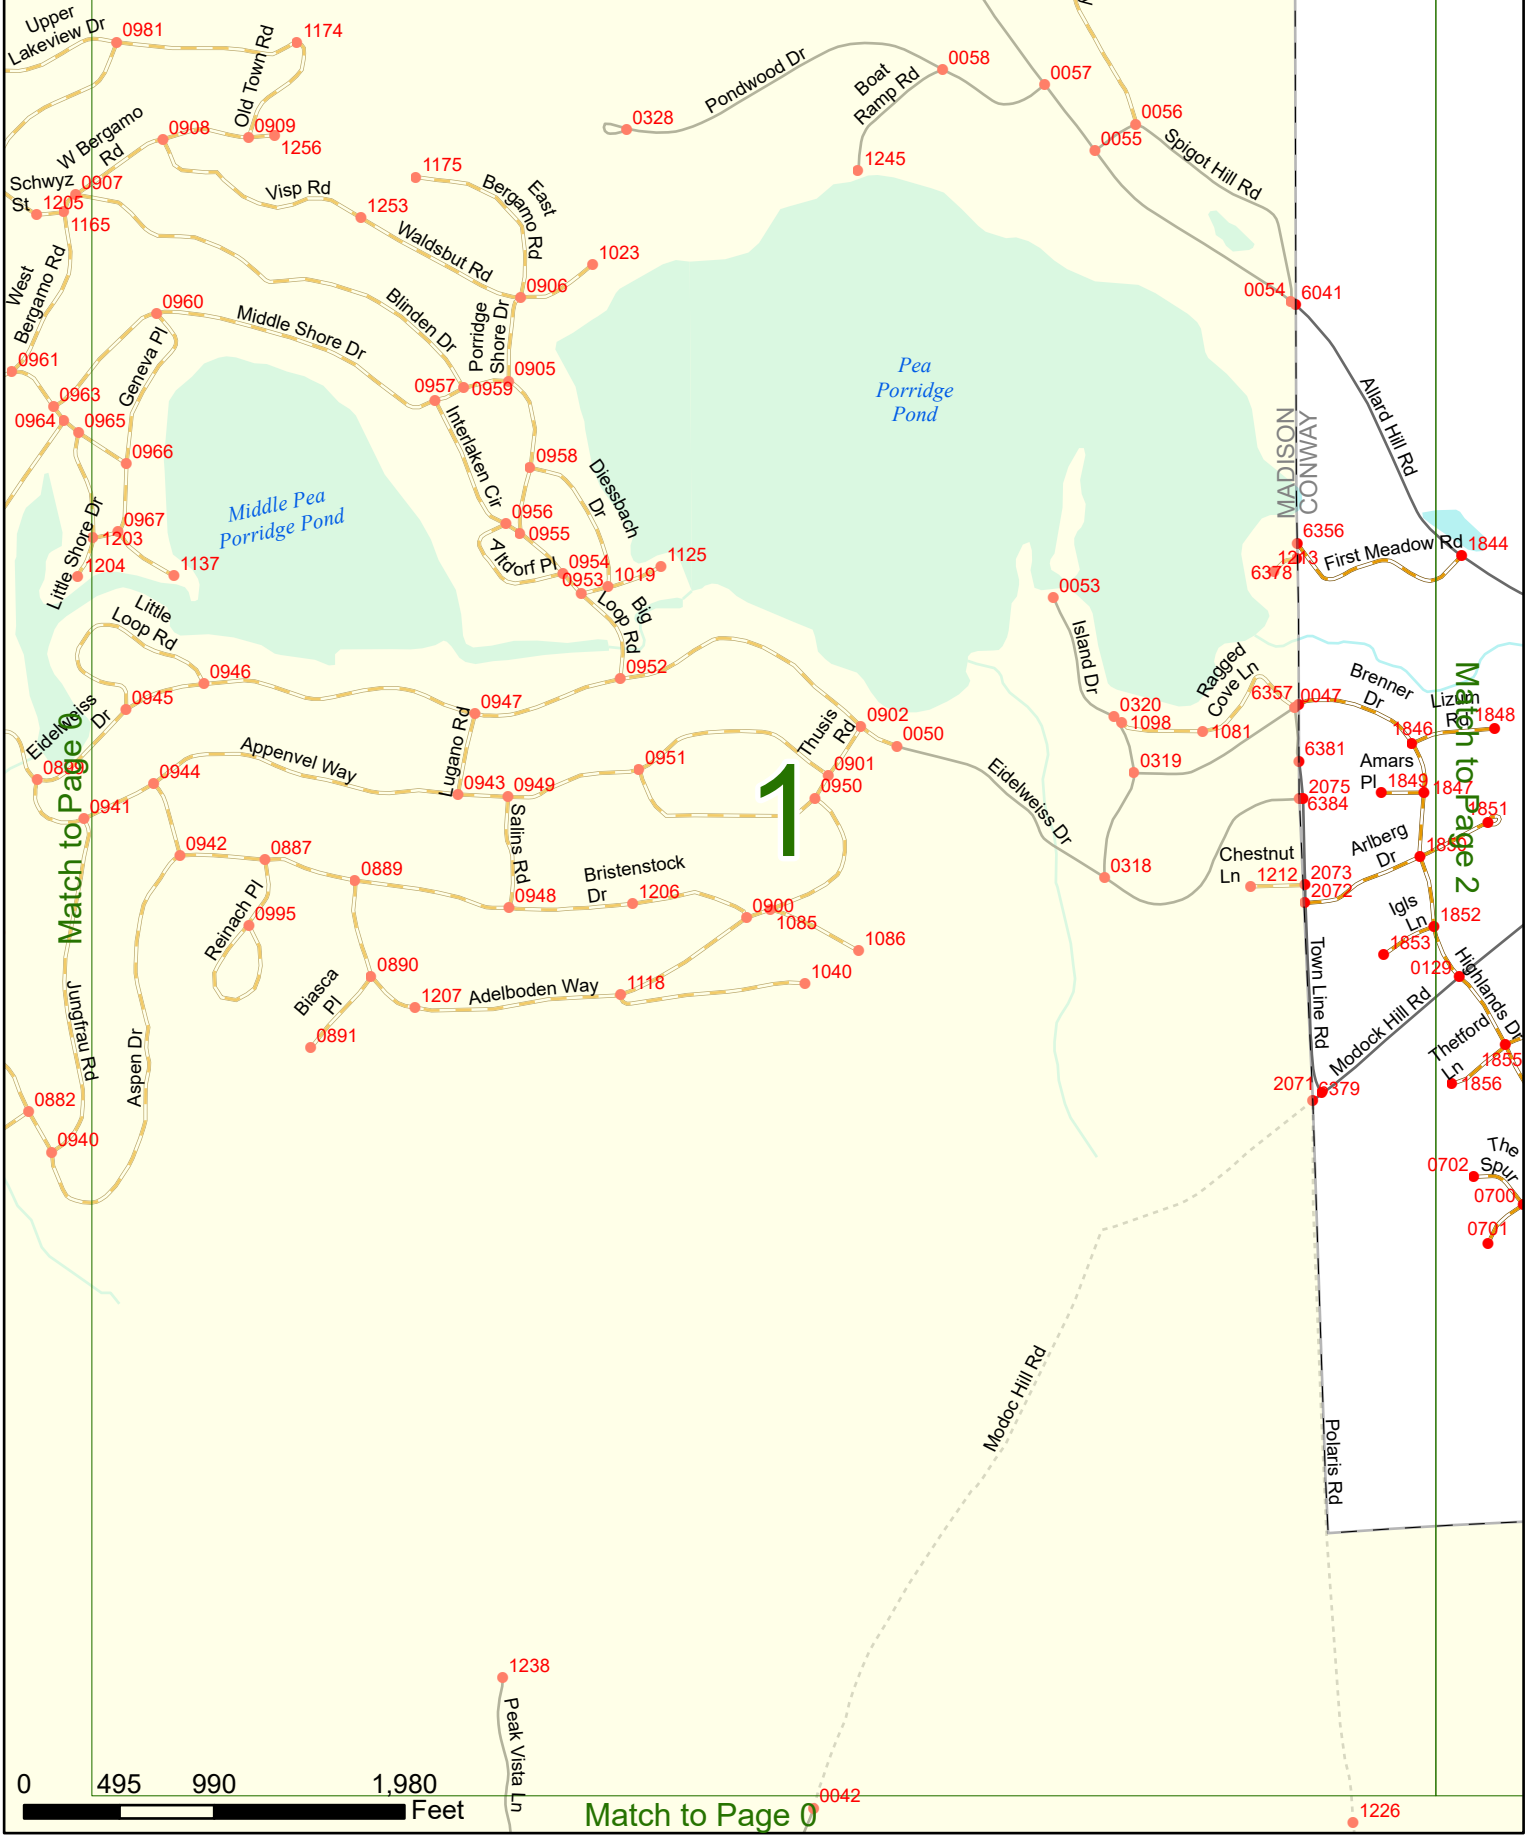 Upper
Lakeview Dr
0981
1174
Old Town Rd
Pondwood Dr
0058
Boat
Ramp Rd
0057
0056
0055
Spigot Hill Rd
0328
W Bergamo
Rd
0908
0909
1256
1245
1175
East
Bergamo Rd
Schwyz
St
0907
1205
1165
Visp Rd
1253
Waldsbut Rd
1023
0906
West
Bergamo Rd
0054
6041
0960
Middle Shore Dr
Blinden Dr
Porridge
Shore Dr
Geneva Pl
0961
0905
0957
0959
Pea
Porridge
Pond
Allard Hill Rd
MADISON
CONWAY
0963
0964
0965
0966
Interlaken Cir
0958
Diessbach
Dr
Middle Pea
Porridge Pond
Little Shore Dr
0967
1203
1204
1137
0956
0955
Altdorf Pl
0954
0953
1019
1125
Big
Loop Rd
6356
1213
6378
First Meadow Rd
1844
0053
Island Dr
Little
Loop Rd
0946
0945
0952
0947
Eidelweiss
Dr
0899
Match to Page 0
Lugano Rd
Thusis
Rd
0902
0050
0320
1098
1081
Ragged
Cove Ln
6357
0047
Brenner
Dr
Lizum
Rd
1848
1846
Match to Page 2
Appenvel Way
0944
0951
0943
0949
0901
0950
1
Eidelweiss Dr
0319
6381
2075
6384
Amars
Pl
1849
1847
1851
0941
0942
0887
0889
Salins Rd
Bristenstock
Dr
1206
0948
0900
1085
1086
0318
Chestnut
Ln
1212
2073
2072
Arlberg
Dr
1850
Igls
Ln
1852
1853
0129
Reinach Pl
0995
0890
Biasca
Pl
0891
1207
Adelboden Way
1118
1040
Town Line Rd
Modock Hill Rd
Highlands Dr
Thetford
Ln
1855
1856
Jungfrau Rd
Aspen Dr
0882
0940
2071
6379
The
Spur
0702
0700
0701
Modoc Hill Rd
Polaris Rd
1238
Peak Vista Ln
0 495 990 1,980
Feet
Match to Page 0
0042
1226